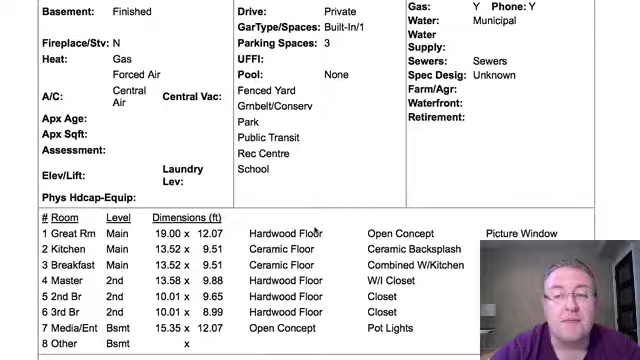 Basement: Finished
Fireplace/Stv: N
Heat: Gas
Forced Air
A/C: Central Air Central Vac:
Apx Age:
Apx Sqft:
Assessment:
Elev/Lift: Laundry Lev:
Phys Hdcap-Equip:
Drive: Private
GarType/Spaces: Built-In/1
Parking Spaces: 3
UFFI:
Pool: None
Fenced Yard
Grnbelt/Conserv
Park
Public Transit
Rec Centre
School
Gas: Y Phone: Y
Water: Municipal
Water Supply:
Sewers: Sewers
Spec Desig: Unknown
Farm/Agr:
Waterfront:
Retirement:
# Room Level Dimensions (ft)
1 Great Rm Main 19.00 x 12.07 Hardwood Floor Open Concept Picture Window
2 Kitchen Main 13.52 x 9.51 Ceramic Floor Ceramic Backsplash
3 Breakfast Main 13.52 x 9.51 Ceramic Floor Combined W/Kitchen
4 Master 2nd 13.58 x 9.88 Hardwood Floor W/I Closet
5 2nd Br 2nd 10.01 x 9.65 Hardwood Floor Closet
6 3rd Br 2nd 10.01 x 8.99 Hardwood Floor Closet
7 Media/Ent Bsmt 15.35 x 12.07 Open Concept Pot Lights
8 Other Bsmt x